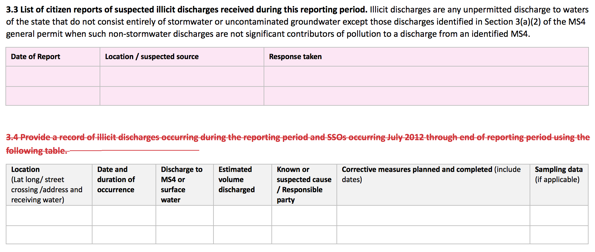 3.3 List of citizen reports of suspected illicit discharges received during this reporting period. Illicit discharges are any unpermitted discharge to waters
of the state that do not consist entirely of stormwater or uncontaminated groundwater except those discharges identified in Section 3(a)(2) of the MS4
general permit when such non-stormwater discharges are not significant contributors of pollution to a discharge from an identified MS4.
Date of Report Location / suspected source Response taken
3.4 Provide a record of illicit discharges occurring during the reporting period and SSOs occurring July 2012 through end of reporting period using the
following table.
Location Date and Discharge to Estimated Known or Corrective measures planned and completed (include Sampling data
(Lat long/ street duration of MS4 or volume suspected cause dates) (if applicable)
crossing /address and occurrence surface discharged / Responsible
receiving water) water party